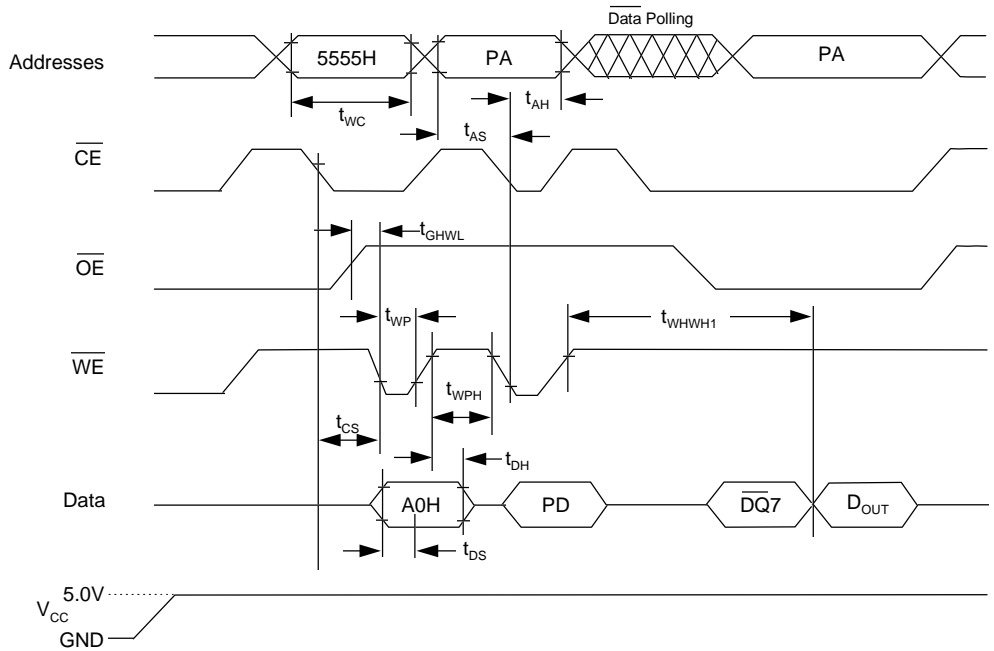 Data Polling
Addresses 5555H PA PA
tAH
tWC
tAS
CE
tGHWL
OE
tWP tWHWH1
WE
tWPH
tCS
tDH
Data A0H PD DQ7 DOUT
tDS
5.0V
VCC
GND